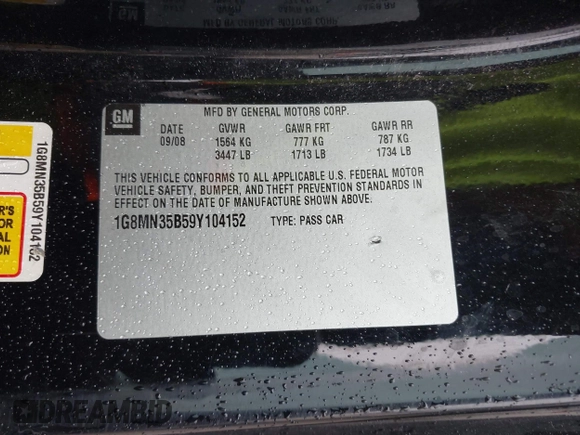 GM
MFD BY GENERAL MOTORS CORP.
DATE GVWR GAWR FRT GAWR RR
09/08 1564 KG 777 KG 787 KG
3447 LB 1713 LB 1734 LB
THIS VEHICLE CONFORMS TO ALL APPLICABLE U.S. FEDERAL MOTOR
VEHICLE SAFETY, BUMPER, AND THEFT PREVENTION STANDARDS IN
EFFECT ON THE DATE OF MANUFACTURE SHOWN ABOVE.
1G8MN35B59Y104152 TYPE: PASS CAR
1G8MN35B59Y104152
DREAMBID